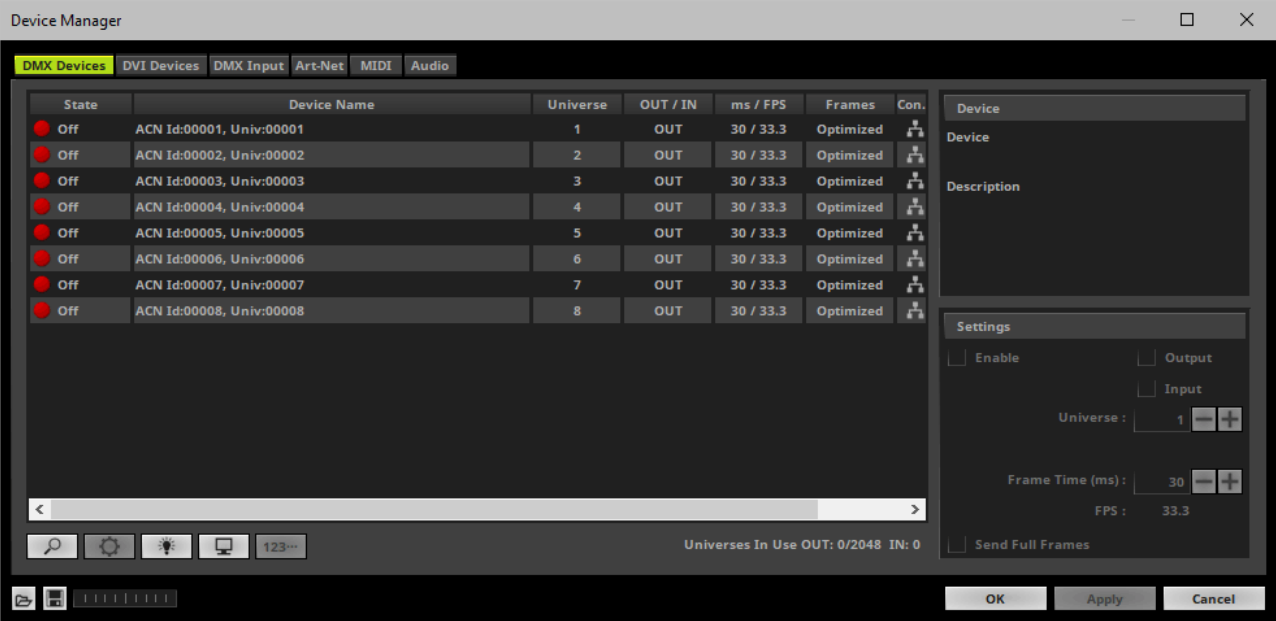 Device Manager
DMX Devices DVI Devices DMX Input Art-Net MIDI Audio
State Device Name Universe OUT / IN ms / FPS Frames Con.
Off ACN Id:00001, Univ:00001 1 OUT 30 / 33.3 Optimized
Off ACN Id:00002, Univ:00002 2 OUT 30 / 33.3 Optimized
Off ACN Id:00003, Univ:00003 3 OUT 30 / 33.3 Optimized
Off ACN Id:00004, Univ:00004 4 OUT 30 / 33.3 Optimized
Off ACN Id:00005, Univ:00005 5 OUT 30 / 33.3 Optimized
Off ACN Id:00006, Univ:00006 6 OUT 30 / 33.3 Optimized
Off ACN Id:00007, Univ:00007 7 OUT 30 / 33.3 Optimized
Off ACN Id:00008, Univ:00008 8 OUT 30 / 33.3 Optimized
123...
Universes In Use OUT: 0/2048 IN: 0
Device
Device
Description
Settings
Enable Output
Input
Universe : 1
Frame Time (ms) : 30
FPS : 33.3
Send Full Frames
OK Apply Cancel